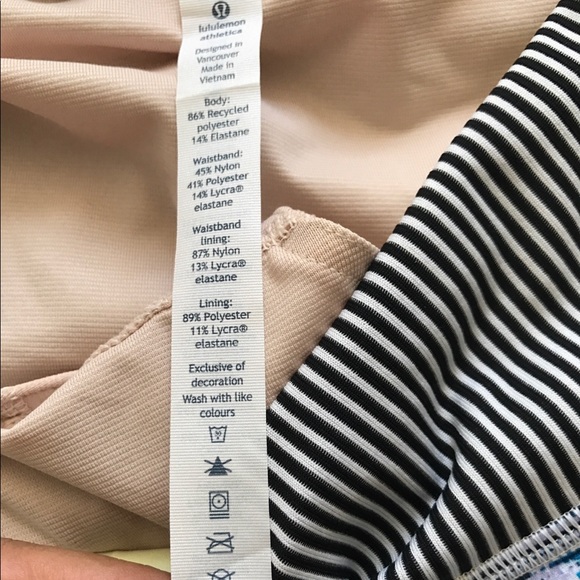 lululemon
athletica
Designed in
Vancouver
Made in
Vietnam
Body:
86% Recycled
polyester
14% Elastane
Waistband:
45% Nylon
41% Polyester
14% Lycra®
elastane
Waistband
lining:
87% Nylon
13% Lycra®
elastane
Lining:
89% Polyester
11% Lycra®
elastane
Exclusive of
decoration
Wash with like
colours